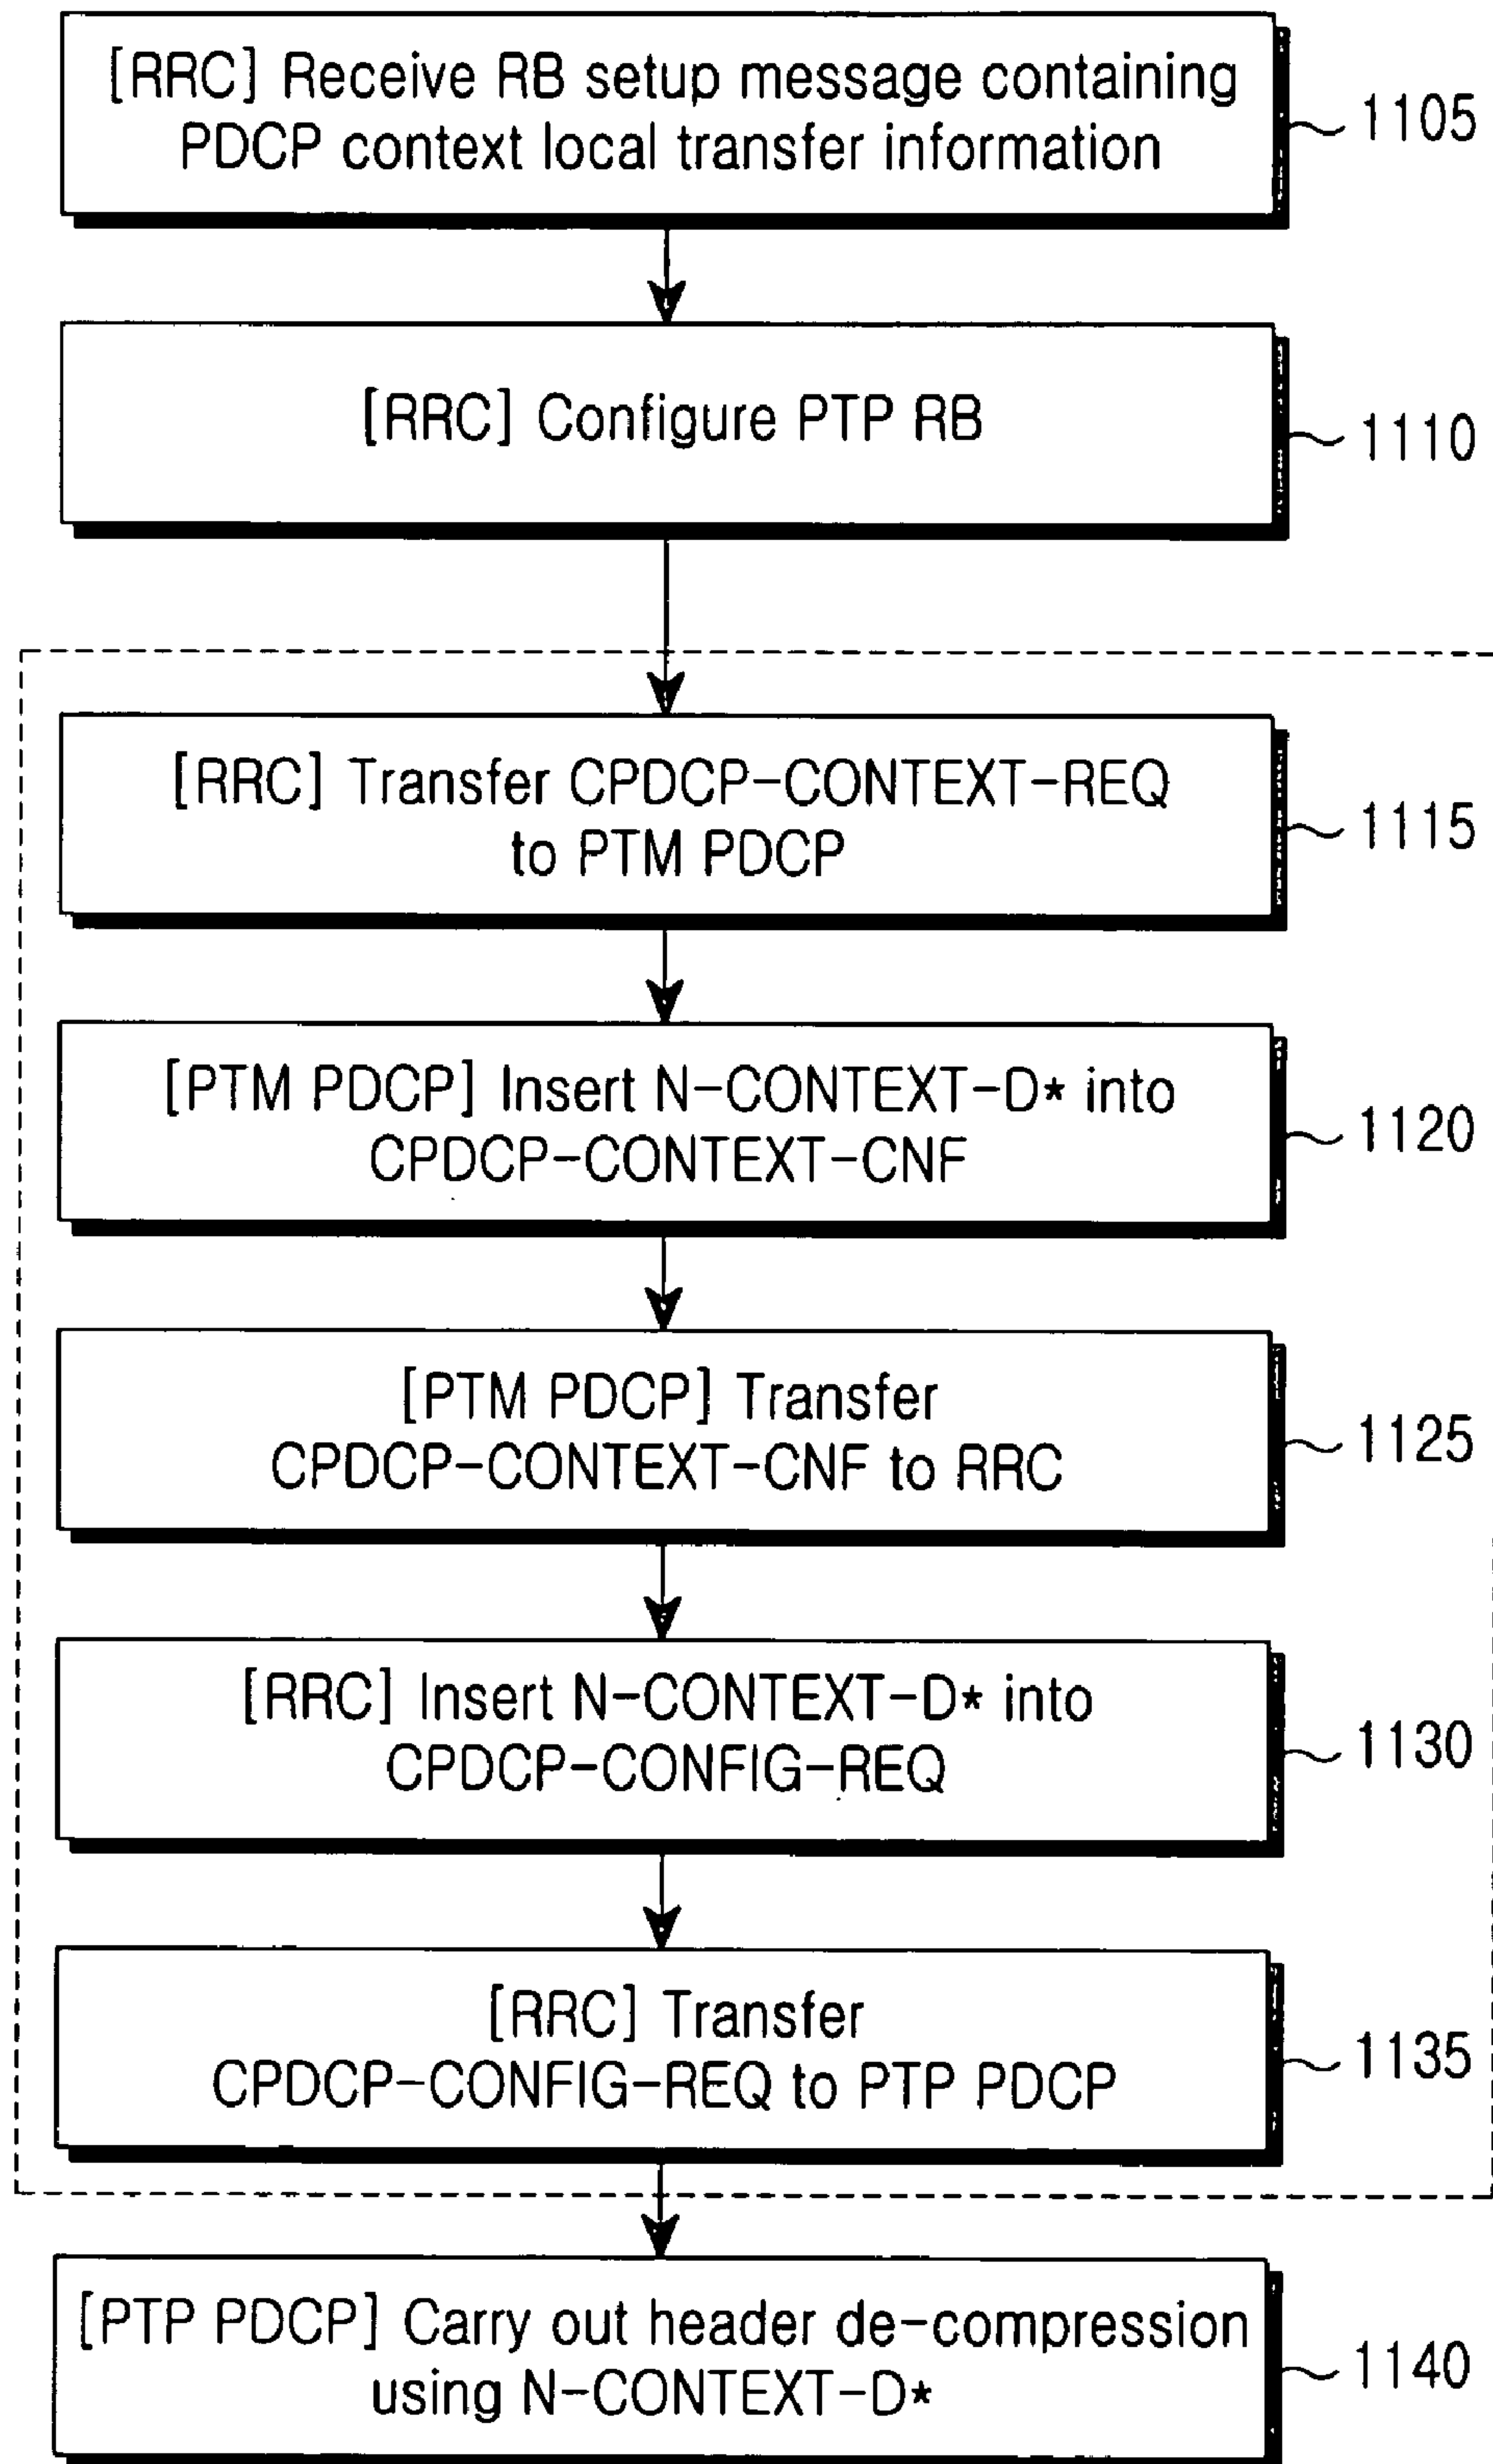 [RRC] Receive RB setup message containing
PDCP context local transfer information
1105
[RRC] Configure PTP RB
1110
[RRC] Transfer CPDCP-CONTEXT-REQ
to PTM PDCP
1115
[PTM PDCP] Insert N-CONTEXT-D* into
CPDCP-CONTEXT-CNF
1120
[PTM PDCP] Transfer
CPDCP-CONTEXT-CNF to RRC
1125
[RRC] Insert N-CONTEXT-D* into
CPDCP-CONFIG-REQ
1130
[RRC] Transfer
CPDCP-CONFIG-REQ to PTP PDCP
1135
[PTP PDCP] Carry out header de-compression
using N-CONTEXT-D*
1140